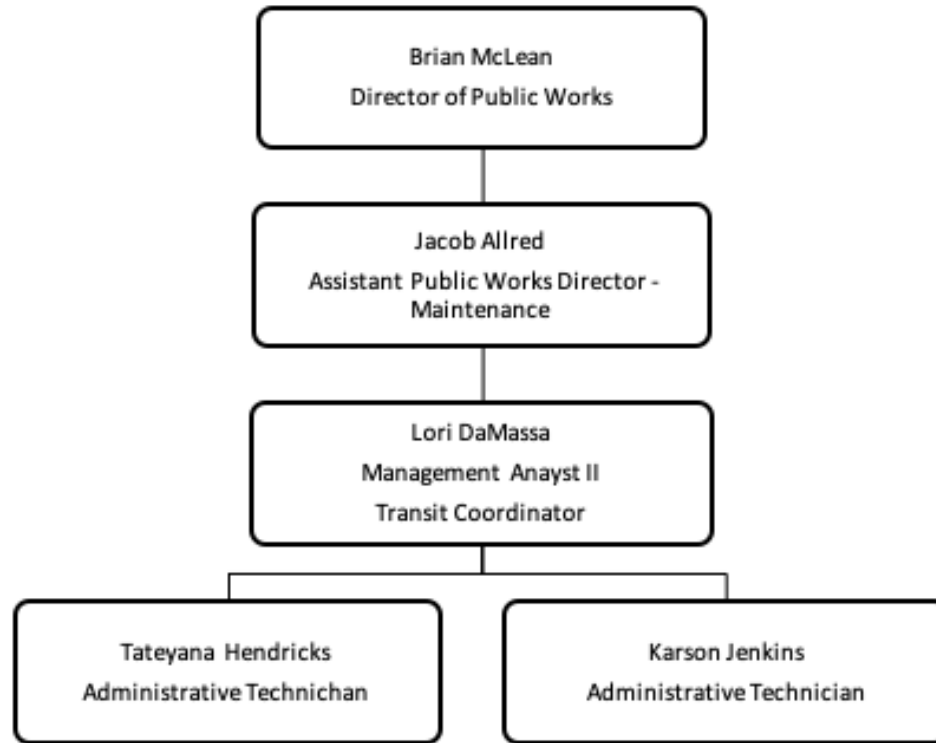 Brian McLean
Director of Public Works
Jacob Allred
Assistant Public Works Director -
Maintenance
Lori DaMassa
Management Anayst II
Transit Coordinator
Tateyana Hendricks
Administrative Technichan
Karson Jenkins
Administrative Technician